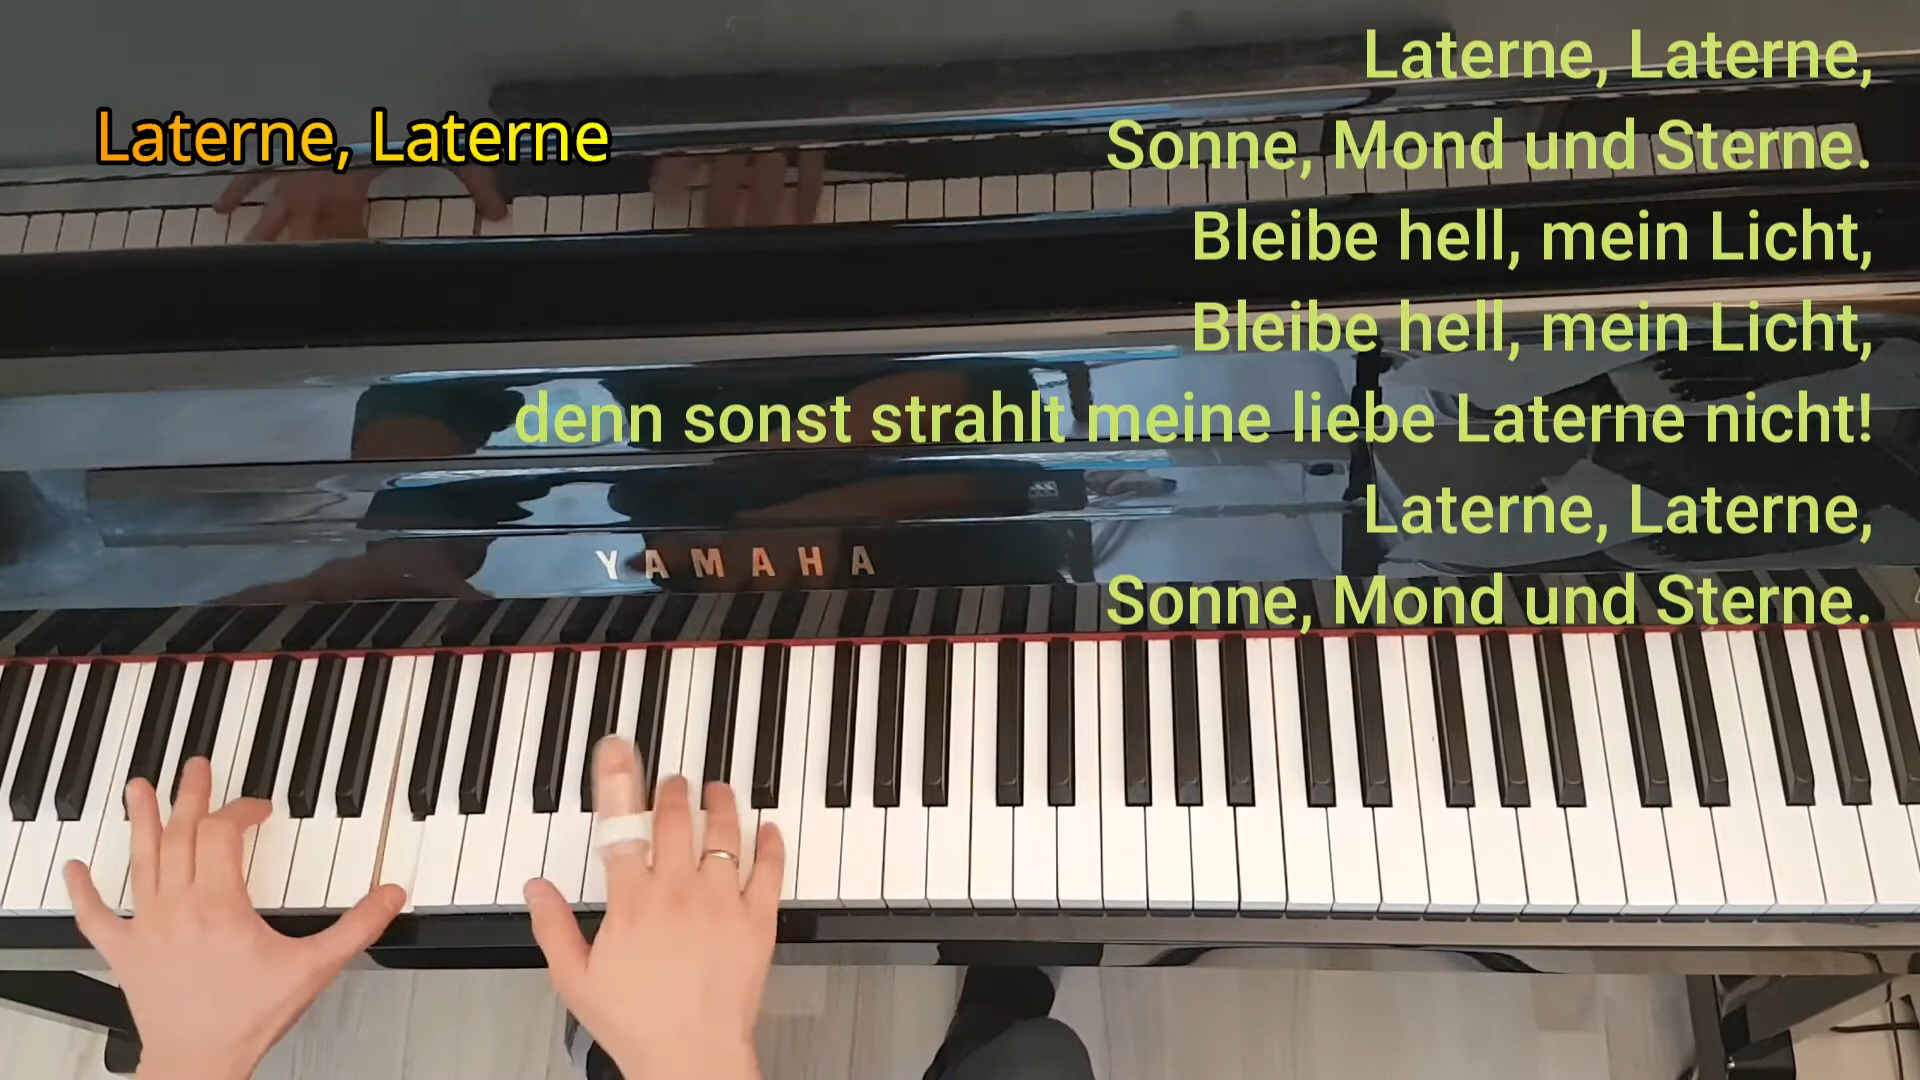 Laterne, Laterne
Laterne, Laterne,
Sonne, Mond und Sterne.
Bleibe hell, mein Licht,
Bleibe hell, mein Licht,
denn sonst strahlt meine liebe Laterne nicht!
Laterne, Laterne,
Sonne, Mond und Sterne.
YAMAHA